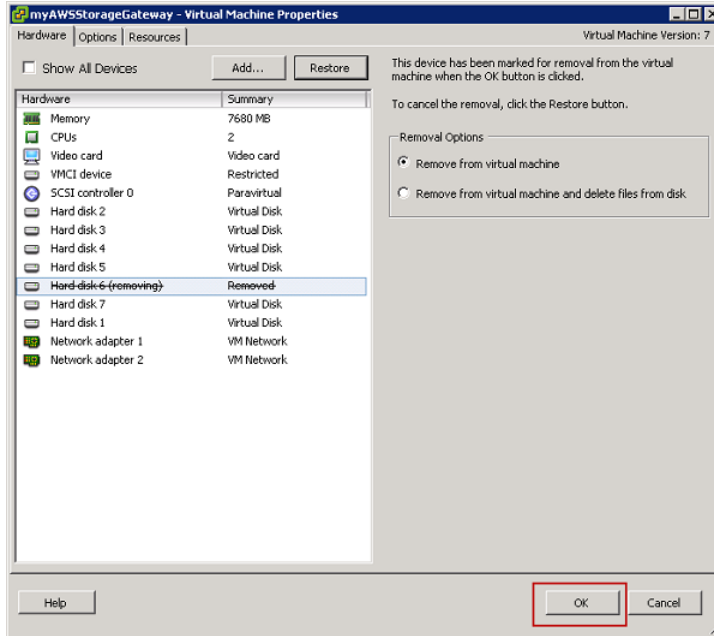 myAWSStorageGateway - Virtual Machine Properties
Hardware Options Resources Virtual Machine Version: 7
Show All Devices Add... Restore
Hardware Summary
Memory 7680 MB
CPUs 2
Video card Video card
VMCI device Restricted
SCSI controller 0 Paravirtual
Hard disk 2 Virtual Disk
Hard disk 3 Virtual Disk
Hard disk 4 Virtual Disk
Hard disk 5 Virtual Disk
Hard disk 6 (removing) Removed
Hard disk 7 Virtual Disk
Hard disk 1 Virtual Disk
Network adapter 1 VM Network
Network adapter 2 VM Network
This device has been marked for removal from the virtual
machine when the OK button is clicked.
To cancel the removal, click the Restore button.
Removal Options
Remove from virtual machine
Remove from virtual machine and delete files from disk
Help OK Cancel